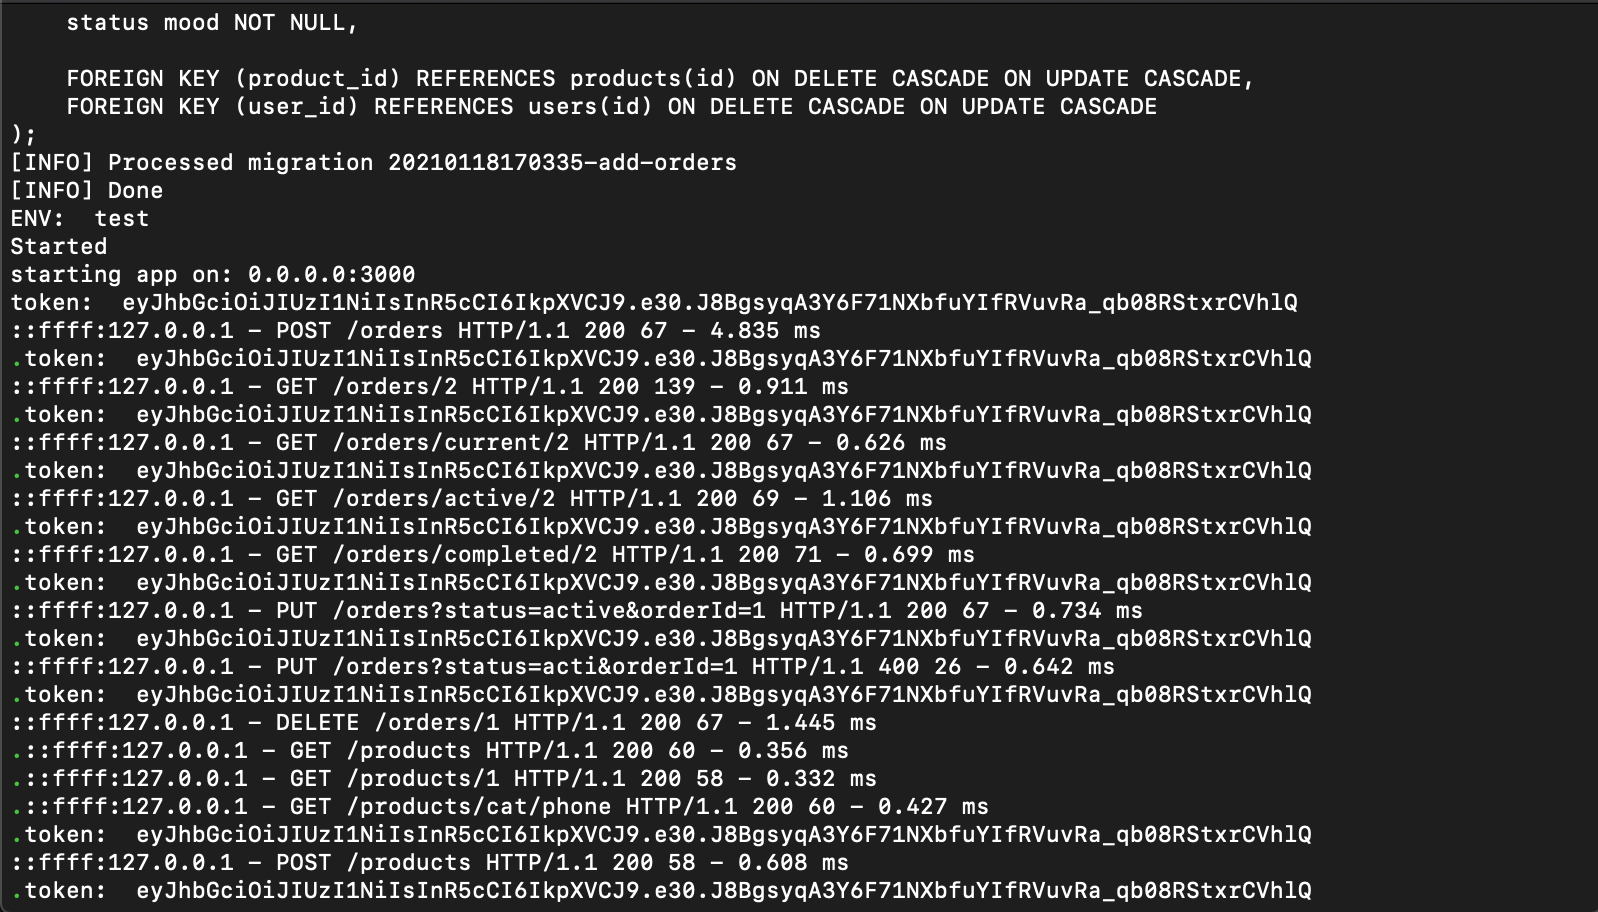 status mood NOT NULL,
FOREIGN KEY (product_id) REFERENCES products(id) ON DELETE CASCADE ON UPDATE CASCADE,
FOREIGN KEY (user_id) REFERENCES users(id) ON DELETE CASCADE ON UPDATE CASCADE
);
[INFO] Processed migration 20210118170335-add-orders
[INFO] Done
ENV:  test
Started
starting app on: 0.0.0.0:3000
token:  eyJhbGciOiJIUzI1NiIsInR5cCI6IkpXVCJ9.e30.J8BgsyqA3Y6F71NXbfuYIfRVuvRa_qb08RStxrCVhlQ
::ffff:127.0.0.1 - POST /orders HTTP/1.1 200 67 - 4.835 ms
.token:  eyJhbGciOiJIUzI1NiIsInR5cCI6IkpXVCJ9.e30.J8BgsyqA3Y6F71NXbfuYIfRVuvRa_qb08RStxrCVhlQ
::ffff:127.0.0.1 - GET /orders/2 HTTP/1.1 200 139 - 0.911 ms
.token:  eyJhbGciOiJIUzI1NiIsInR5cCI6IkpXVCJ9.e30.J8BgsyqA3Y6F71NXbfuYIfRVuvRa_qb08RStxrCVhlQ
::ffff:127.0.0.1 - GET /orders/current/2 HTTP/1.1 200 67 - 0.626 ms
.token:  eyJhbGciOiJIUzI1NiIsInR5cCI6IkpXVCJ9.e30.J8BgsyqA3Y6F71NXbfuYIfRVuvRa_qb08RStxrCVhlQ
::ffff:127.0.0.1 - GET /orders/active/2 HTTP/1.1 200 69 - 1.106 ms
.token:  eyJhbGciOiJIUzI1NiIsInR5cCI6IkpXVCJ9.e30.J8BgsyqA3Y6F71NXbfuYIfRVuvRa_qb08RStxrCVhlQ
::ffff:127.0.0.1 - GET /orders/completed/2 HTTP/1.1 200 71 - 0.699 ms
.token:  eyJhbGciOiJIUzI1NiIsInR5cCI6IkpXVCJ9.e30.J8BgsyqA3Y6F71NXbfuYIfRVuvRa_qb08RStxrCVhlQ
::ffff:127.0.0.1 - PUT /orders?status=active&orderId=1 HTTP/1.1 200 67 - 0.734 ms
.token:  eyJhbGciOiJIUzI1NiIsInR5cCI6IkpXVCJ9.e30.J8BgsyqA3Y6F71NXbfuYIfRVuvRa_qb08RStxrCVhlQ
::ffff:127.0.0.1 - PUT /orders?status=acti&orderId=1 HTTP/1.1 400 26 - 0.642 ms
.token:  eyJhbGciOiJIUzI1NiIsInR5cCI6IkpXVCJ9.e30.J8BgsyqA3Y6F71NXbfuYIfRVuvRa_qb08RStxrCVhlQ
::ffff:127.0.0.1 - DELETE /orders/1 HTTP/1.1 200 67 - 1.445 ms
.::ffff:127.0.0.1 - GET /products HTTP/1.1 200 60 - 0.356 ms
.::ffff:127.0.0.1 - GET /products/1 HTTP/1.1 200 58 - 0.332 ms
.::ffff:127.0.0.1 - GET /products/cat/phone HTTP/1.1 200 60 - 0.427 ms
.token:  eyJhbGciOiJIUzI1NiIsInR5cCI6IkpXVCJ9.e30.J8BgsyqA3Y6F71NXbfuYIfRVuvRa_qb08RStxrCVhlQ
::ffff:127.0.0.1 - POST /products HTTP/1.1 200 58 - 0.608 ms
.token:  eyJhbGciOiJIUzI1NiIsInR5cCI6IkpXVCJ9.e30.J8BgsyqA3Y6F71NXbfuYIfRVuvRa_qb08RStxrCVhlQ